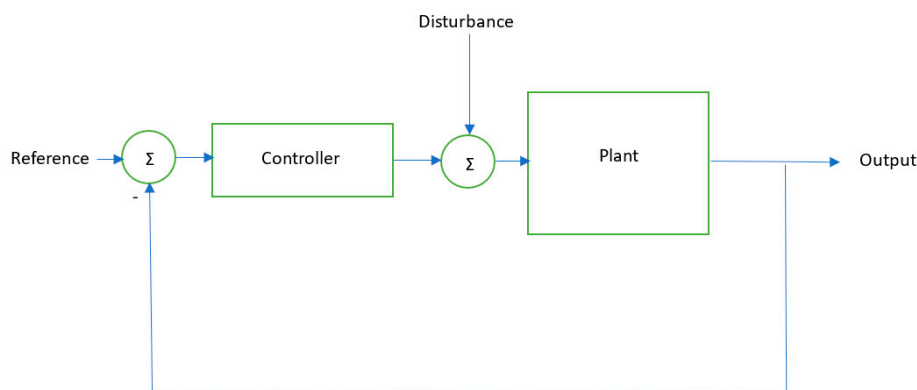 Disturbance
Reference
Σ
Controller
Σ
Plant
Output
-